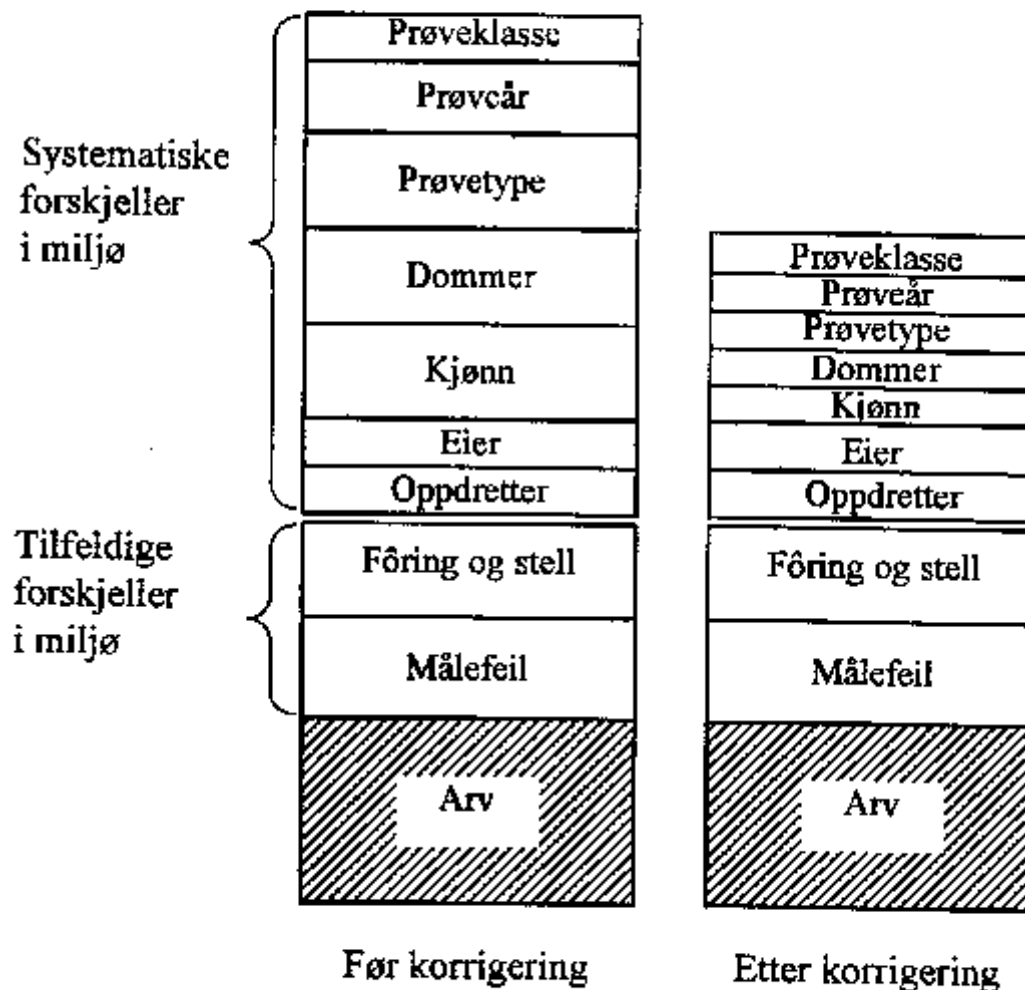 Prøveklasse
Prøveår
Prøvetype
Dommer
Kjønn
Eier
Oppdretter
Fôring og stell
Målefeil
Arv
Systematiske
forskjeller
i miljø
Tilfeldige
forskjeller
i miljø
Før korrigering
Prøveklasse
Prøveår
Prøvetype
Dommer
Kjønn
Eier
Oppdretter
Fôring og stell
Målefeil
Arv
Etter korrigering